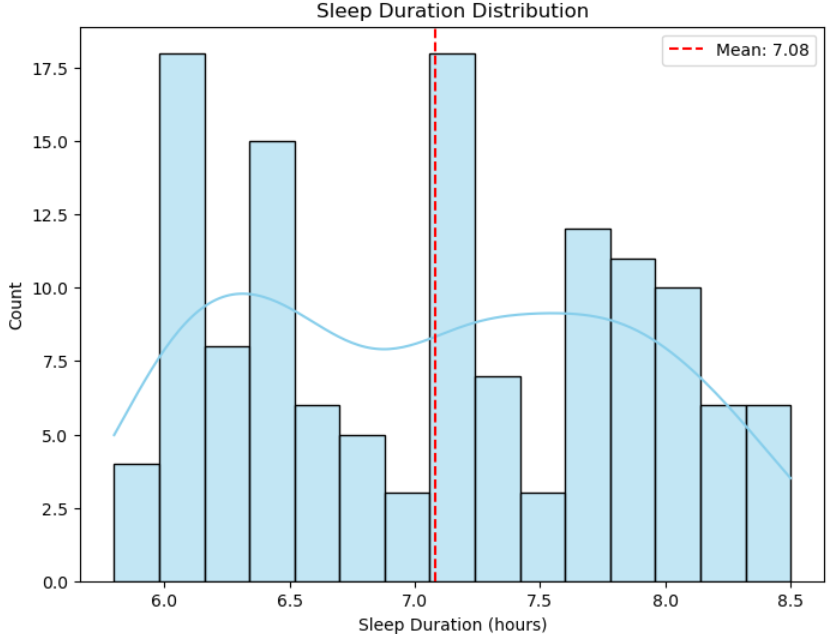 Sleep Duration Distribution
Mean: 7.08
17.5
15.0
12.5
10.0
7.5
5.0
2.5
0.0
Count
6.0 6.5 7.0 7.5 8.0 8.5
Sleep Duration (hours)